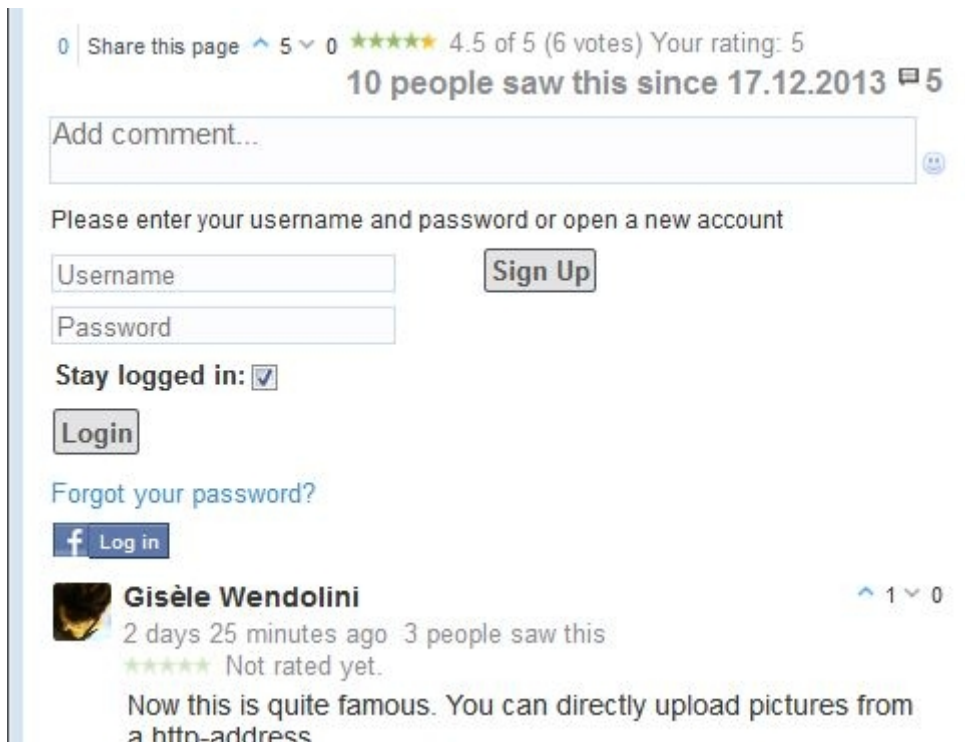 0 Share this page 5 0 4.5 of 5 (6 votes) Your rating: 5
10 people saw this since 17.12.2013 5
Add comment...
Please enter your username and password or open a new account
Username Sign Up
Password
Stay logged in:
Login
Forgot your password?
f Log in
Gisèle Wendolini 1 0
2 days 25 minutes ago 3 people saw this
Not rated yet.
Now this is quite famous. You can directly upload pictures from
a http-address